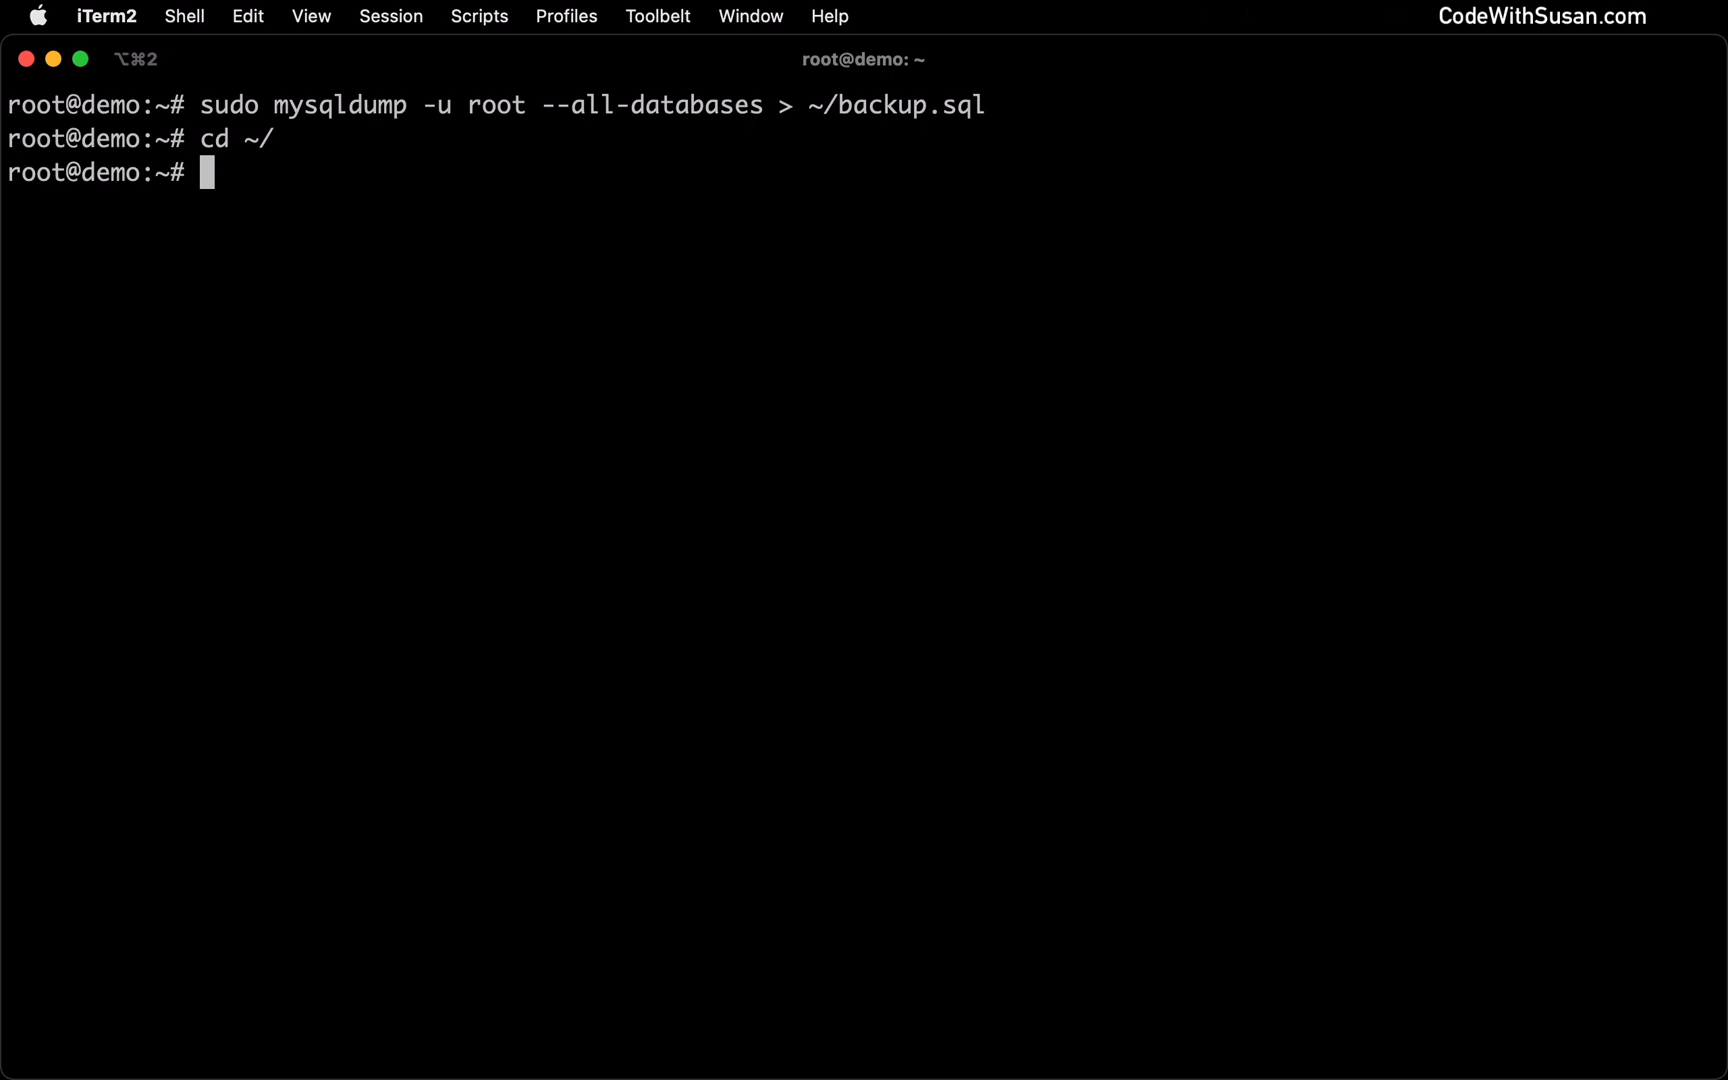 iTerm2 Shell Edit View Session Scripts Profiles Toolbelt Window Help CodeWithSusan.com
⌥⌘2 root@demo: ~
root@demo:~# sudo mysqldump -u root --all-databases > ~/backup.sql
root@demo:~# cd ~/
root@demo:~#